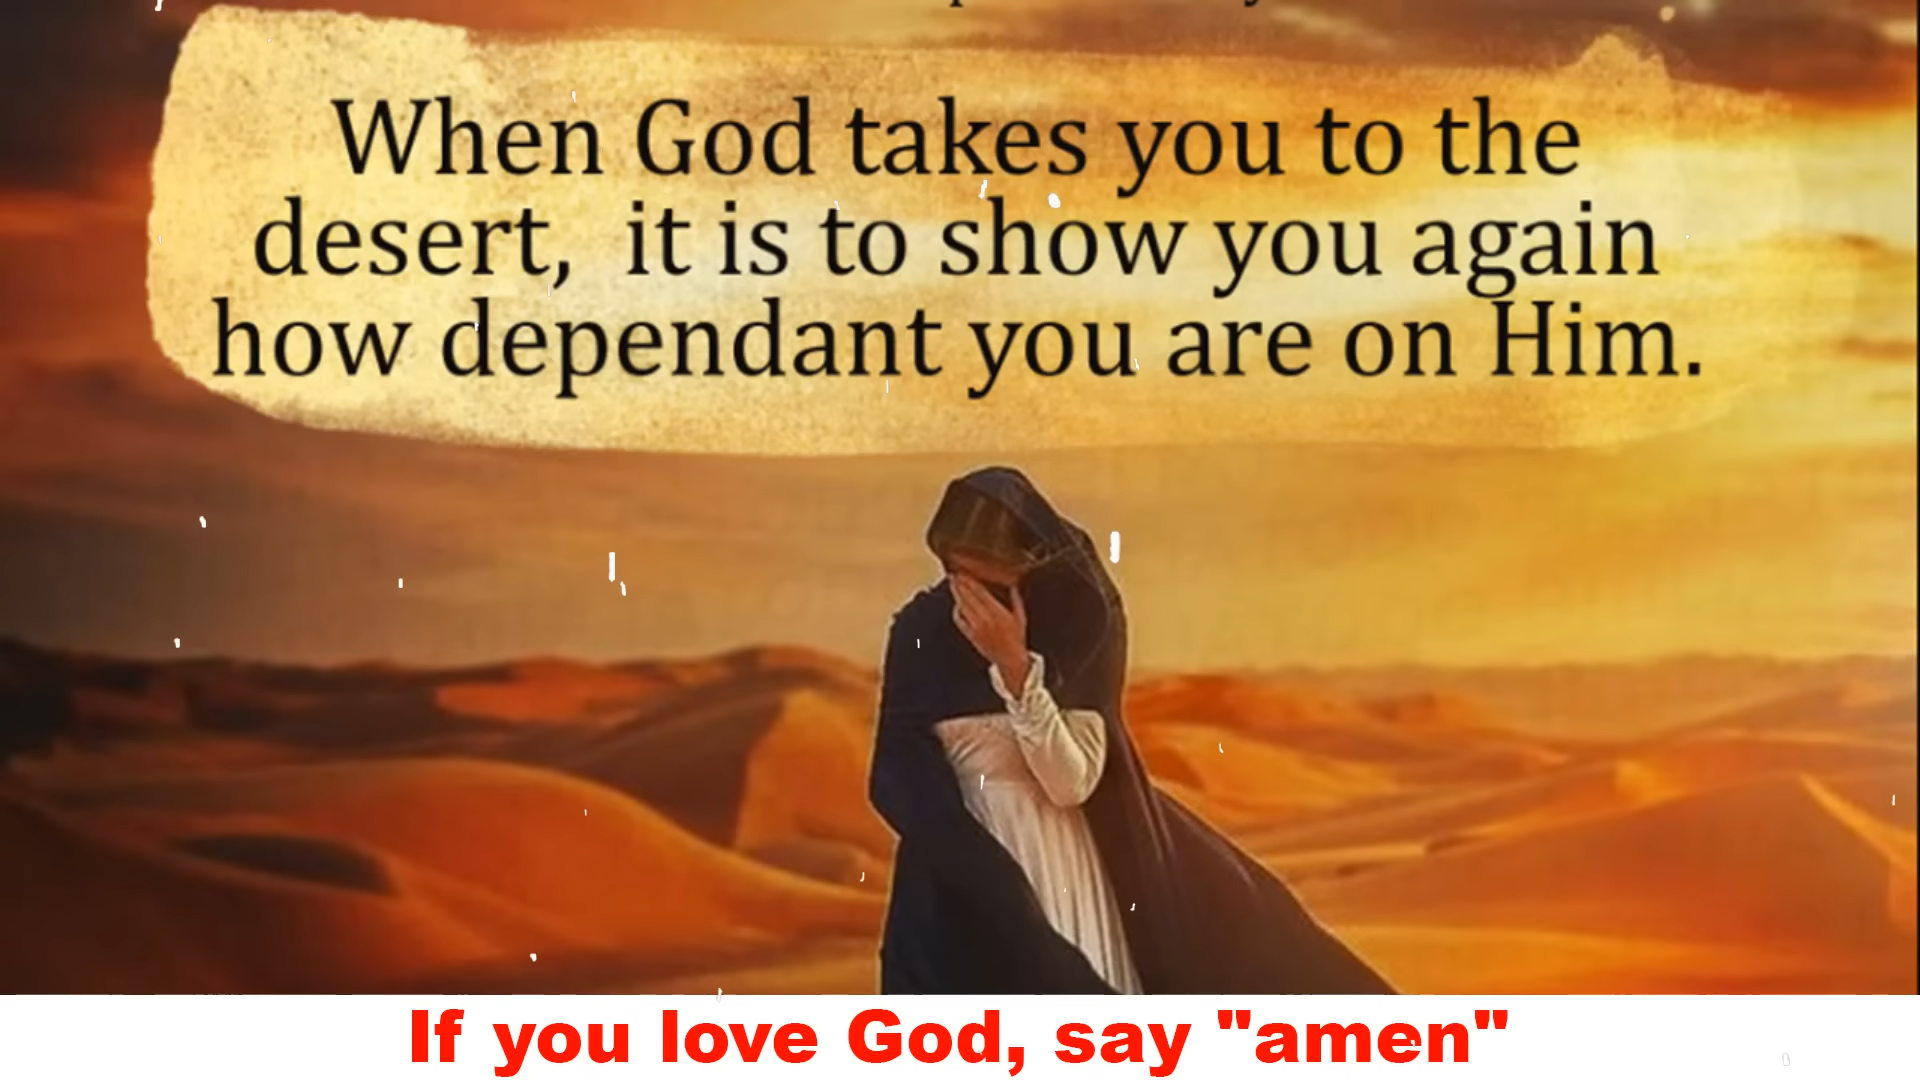 When God takes you to the
desert, it is to show you again
how dependant you are on Him.
If you love God, say "amen"